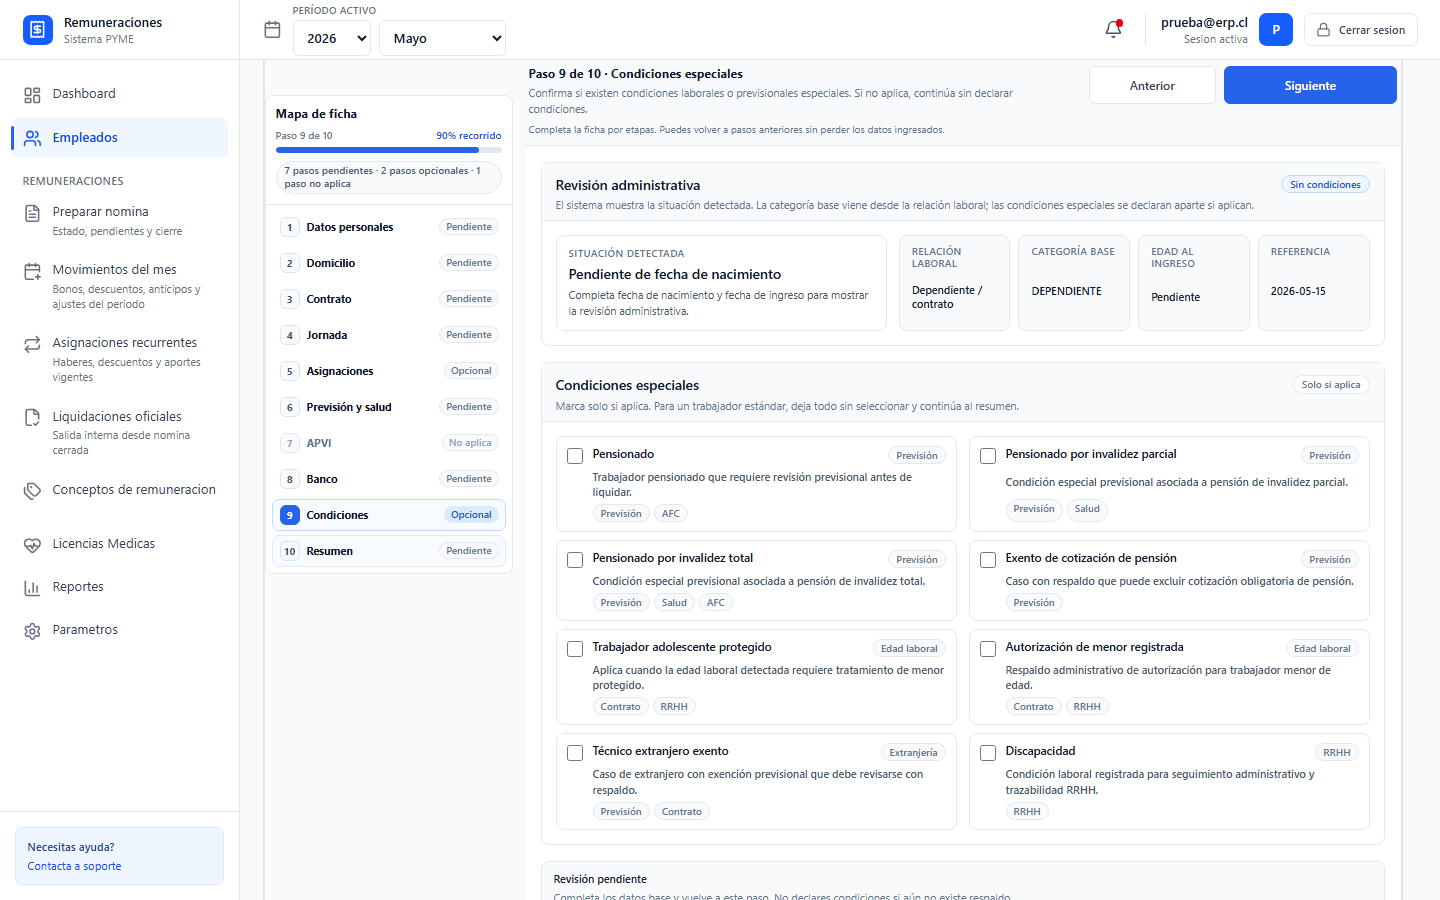 Remuneraciones
Sistema PYME
PERÍODO ACTIVO
2026
Mayo
prueba@erp.cl
Sesion activa
P
Cerrar sesion
Dashboard
Empleados
REMUNERACIONES
Preparar nomina
Estado, pendientes y cierre
Movimientos del mes
Bonos, descuentos, anticipos y
ajustes del periodo
Asignaciones recurrentes
Haberes, descuentos y aportes
vigentes
Liquidaciones oficiales
Salida interna desde nomina
cerrada
Conceptos de remuneracion
Licencias Medicas
Reportes
Parametros
Necesitas ayuda?
Contacta a soporte
Mapa de ficha
Paso 9 de 10
90% recorrido
7 pasos pendientes · 2 pasos opcionales · 1
paso no aplica
1 Datos personales Pendiente
2 Domicilio Pendiente
3 Contrato Pendiente
4 Jornada Pendiente
5 Asignaciones Opcional
6 Previsión y salud Pendiente
7 APVI No aplica
8 Banco Pendiente
9 Condiciones Opcional
10 Resumen Pendiente
Paso 9 de 10 · Condiciones especiales
Confirma si existen condiciones laborales o previsionales especiales. Si no aplica, continúa sin declarar
condiciones.
Completa la ficha por etapas. Puedes volver a pasos anteriores sin perder los datos ingresados.
Anterior
Siguiente
Revisión administrativa
Sin condiciones
El sistema muestra la situación detectada. La categoría base viene desde la relación laboral; las condiciones especiales se declaran aparte si aplican.
SITUACIÓN DETECTADA
Pendiente de fecha de nacimiento
Completa fecha de nacimiento y fecha de ingreso para mostrar
la revisión administrativa.
RELACIÓN
LABORAL
Dependiente /
contrato
CATEGORÍA BASE
DEPENDIENTE
EDAD AL
INGRESO
Pendiente
REFERENCIA
2026-05-15
Condiciones especiales
Solo si aplica
Marca solo si aplica. Para un trabajador estándar, deja todo sin seleccionar y continúa al resumen.
Pensionado
Previsión
Trabajador pensionado que requiere revisión previsional antes de
liquidar.
Previsión AFC
Pensionado por invalidez parcial
Previsión
Condición especial previsional asociada a pensión de invalidez parcial.
Previsión Salud
Pensionado por invalidez total
Previsión
Condición especial previsional asociada a pensión de invalidez total.
Previsión Salud AFC
Exento de cotización de pensión
Previsión
Caso con respaldo que puede excluir cotización obligatoria de pensión.
Previsión
Trabajador adolescente protegido
Edad laboral
Aplica cuando la edad laboral detectada requiere tratamiento de menor
protegido.
Contrato RRHH
Autorización de menor registrada
Edad laboral
Respaldo administrativo de autorización para trabajador menor de
edad.
Contrato RRHH
Técnico extranjero exento
Extranjería
Caso de extranjero con exención previsional que debe revisarse con
respaldo.
Previsión Contrato
Discapacidad
RRHH
Condición laboral registrada para seguimiento administrativo y
trazabilidad RRHH.
RRHH
Revisión pendiente
Completa los datos base y vuelve a este paso. No declares condiciones si aún no existe respaldo.